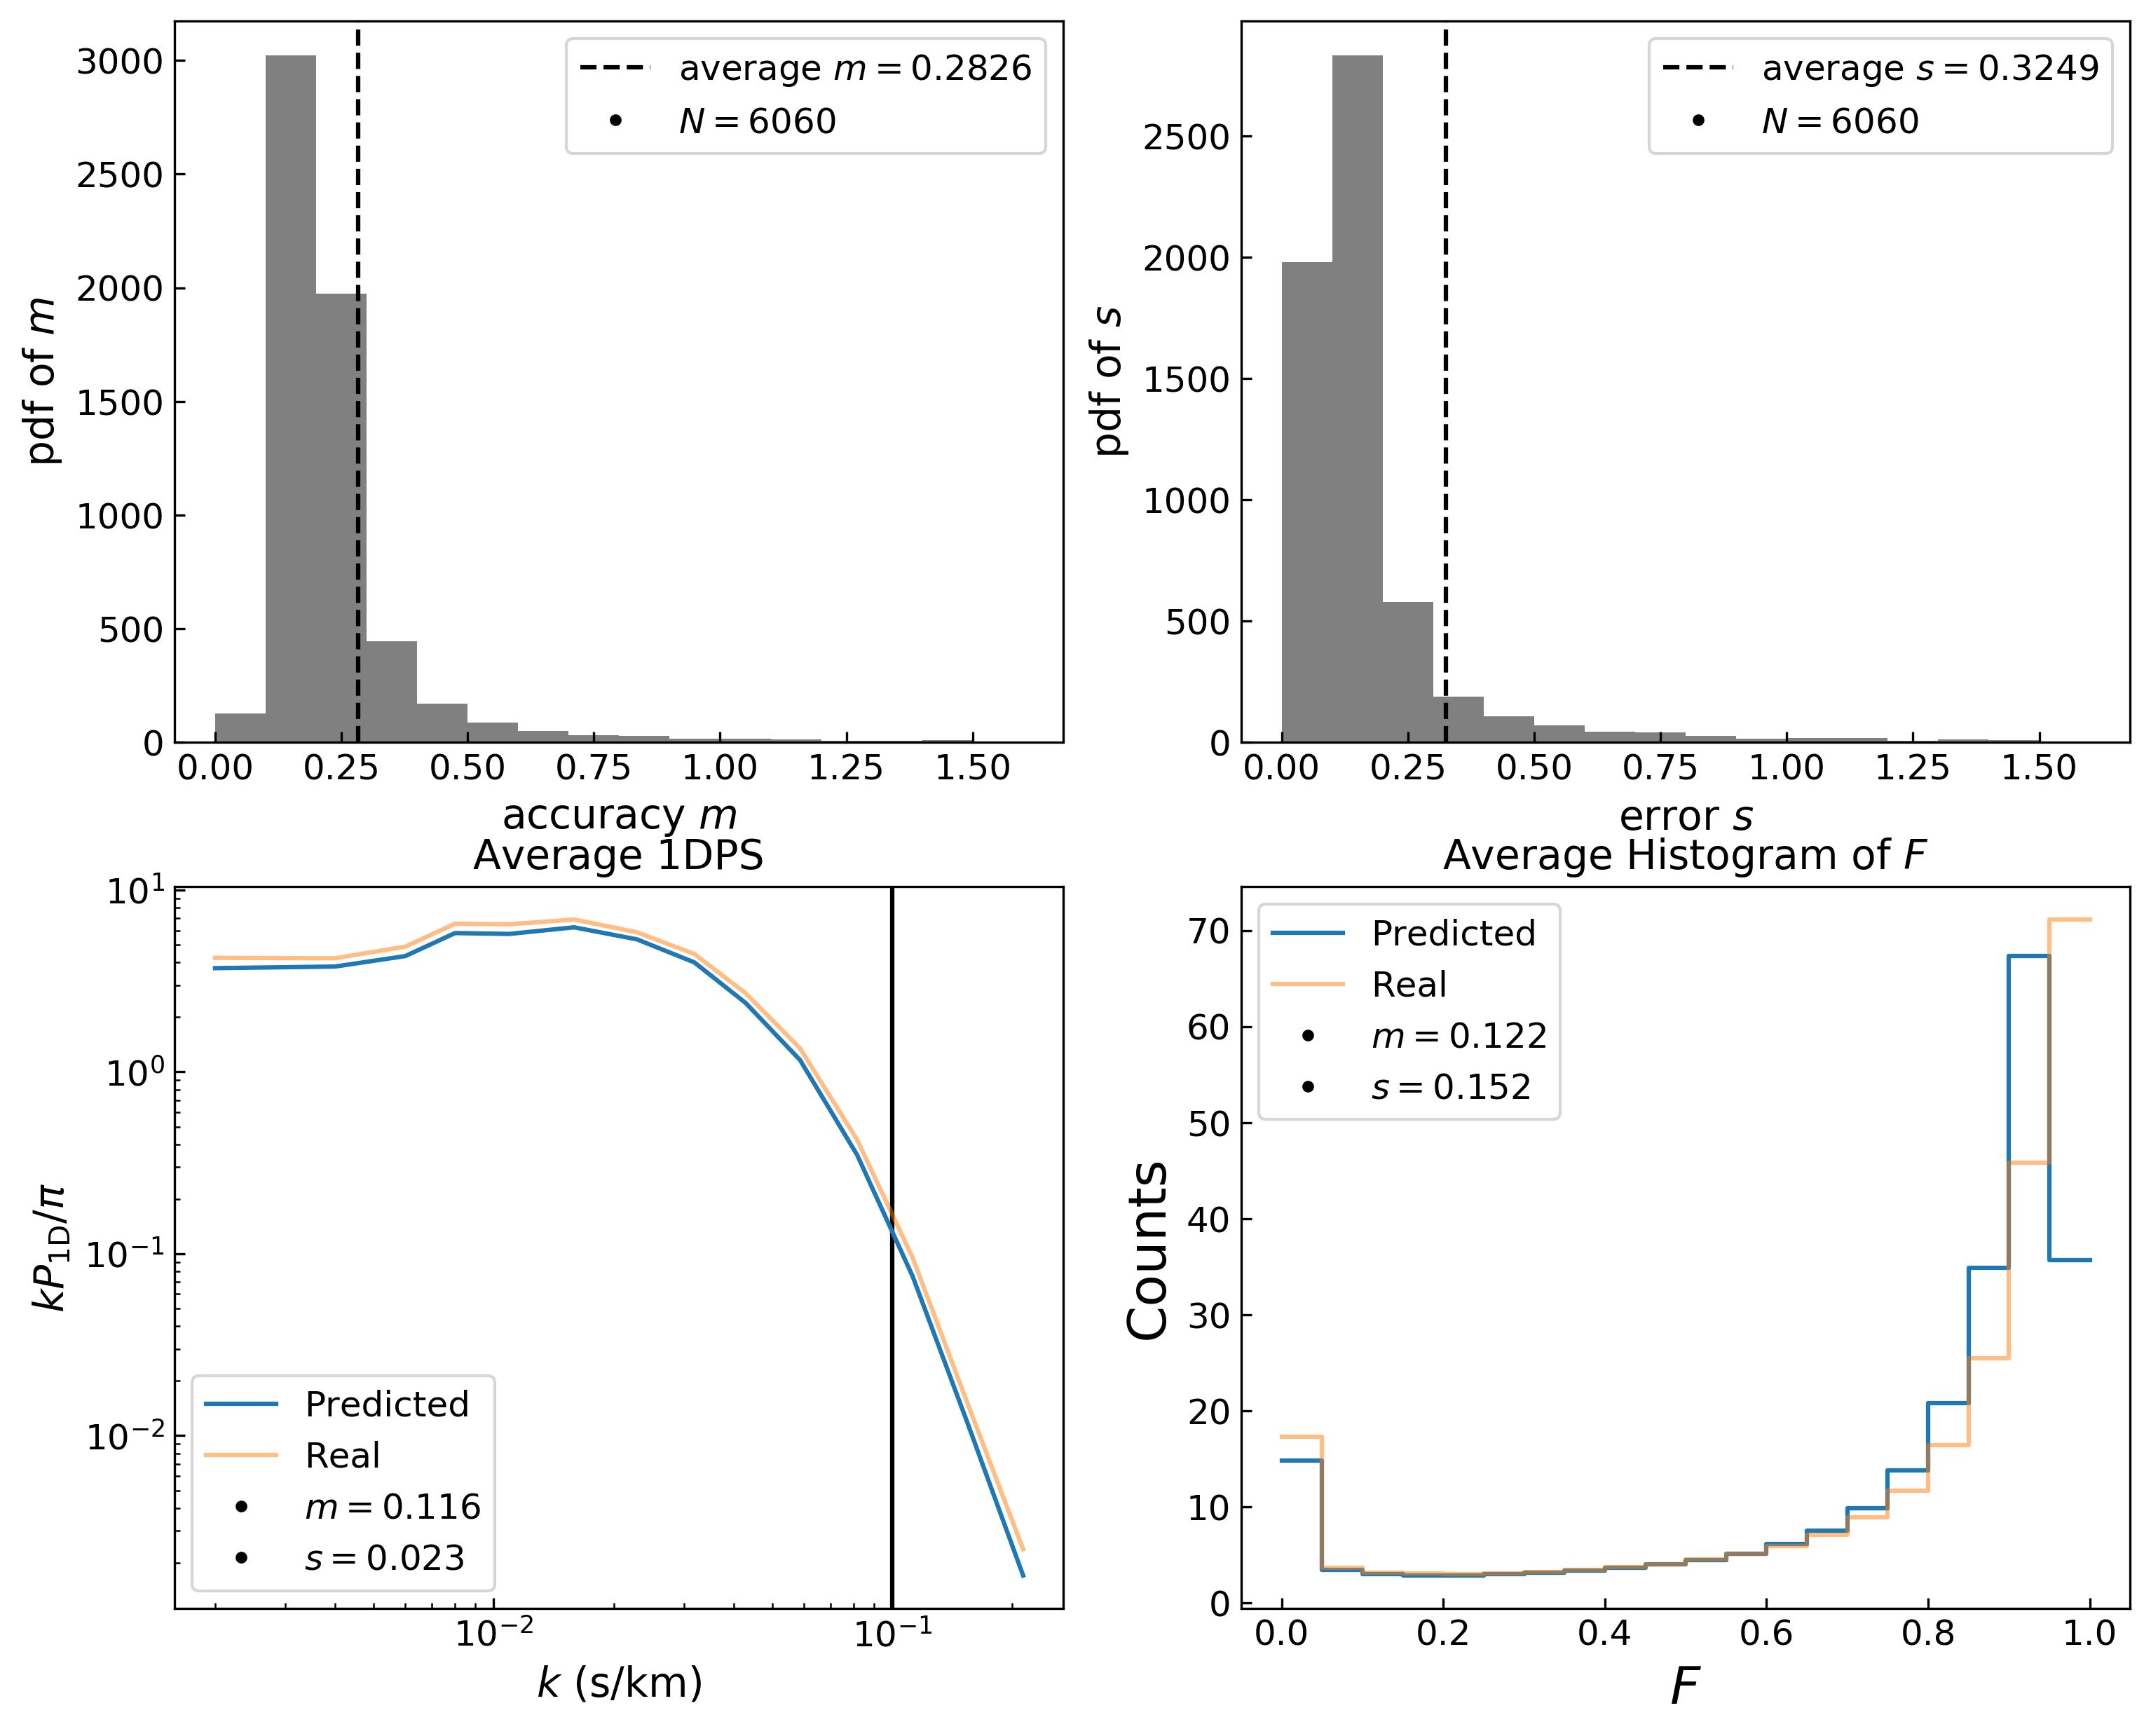 pdf of m
3000
2500
2000
1500
1000
500
0
average m = 0.2826
N = 6060
0.00 0.25 0.50 0.75 1.00 1.25 1.50
accuracy m
pdf of s
2500
2000
1500
1000
500
0
average s = 0.3249
N = 6060
0.00 0.25 0.50 0.75 1.00 1.25 1.50
error s
Average 1DPS
kP_{1D}/π
10^1
10^0
10^{-1}
10^{-2}
Predicted
Real
m = 0.116
s = 0.023
10^{-2} 10^{-1}
k (s/km)
Average Histogram of F
Counts
70
60
50
40
30
20
10
0
Predicted
Real
m = 0.122
s = 0.152
0.0 0.2 0.4 0.6 0.8 1.0
F